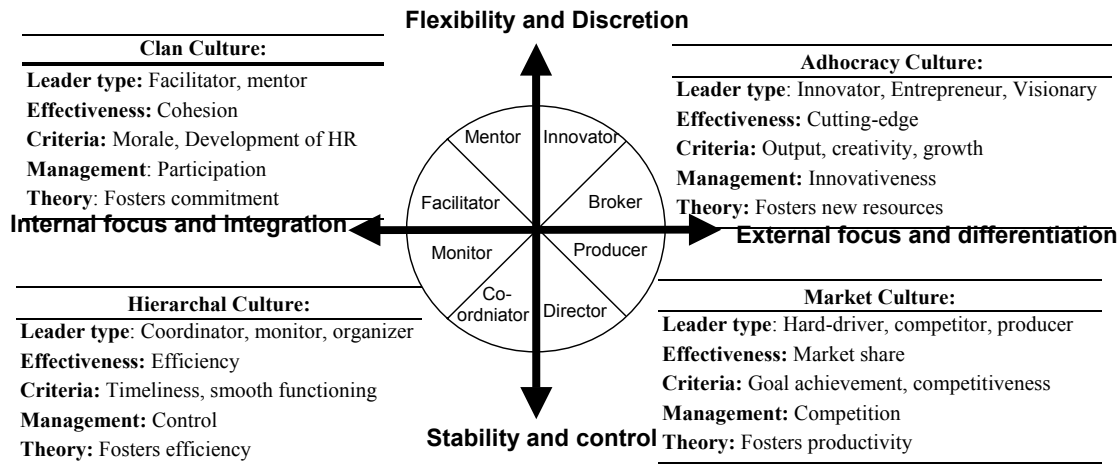 Flexibility and Discretion
Clan Culture:
Leader type: Facilitator, mentor
Effectiveness: Cohesion
Criteria: Morale, Development of HR
Management: Participation
Theory: Fosters commitment
Adhocracy Culture:
Leader type: Innovator, Entrepreneur, Visionary
Effectiveness: Cutting-edge
Criteria: Output, creativity, growth
Management: Innovativeness
Theory: Fosters new resources
Mentor
Innovator
Facilitator
Broker
Internal focus and integration
External focus and differentiation
Monitor
Producer
Co-
ordniator
Director
Hierarchal Culture:
Leader type: Coordinator, monitor, organizer
Effectiveness: Efficiency
Criteria: Timeliness, smooth functioning
Management: Control
Theory: Fosters efficiency
Market Culture:
Leader type: Hard-driver, competitor, producer
Effectiveness: Market share
Criteria: Goal achievement, competitiveness
Management: Competition
Theory: Fosters productivity
Stability and control